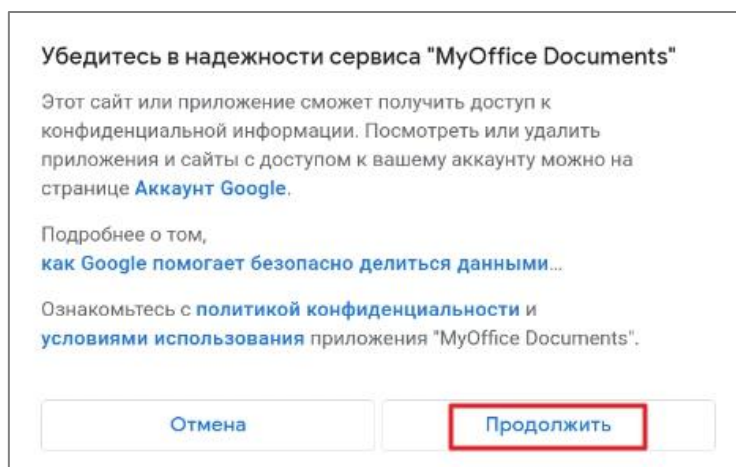 Убедитесь в надежности сервиса "MyOffice Documents"
Этот сайт или приложение сможет получить доступ к
конфиденциальной информации. Посмотреть или удалить
приложения и сайты с доступом к вашему аккаунту можно на
странице Аккаунт Google.
Подробнее о том,
как Google помогает безопасно делиться данными...
Ознакомьтесь с политикой конфиденциальности и
условиями использования приложения "MyOffice Documents".
Отмена
Продолжить